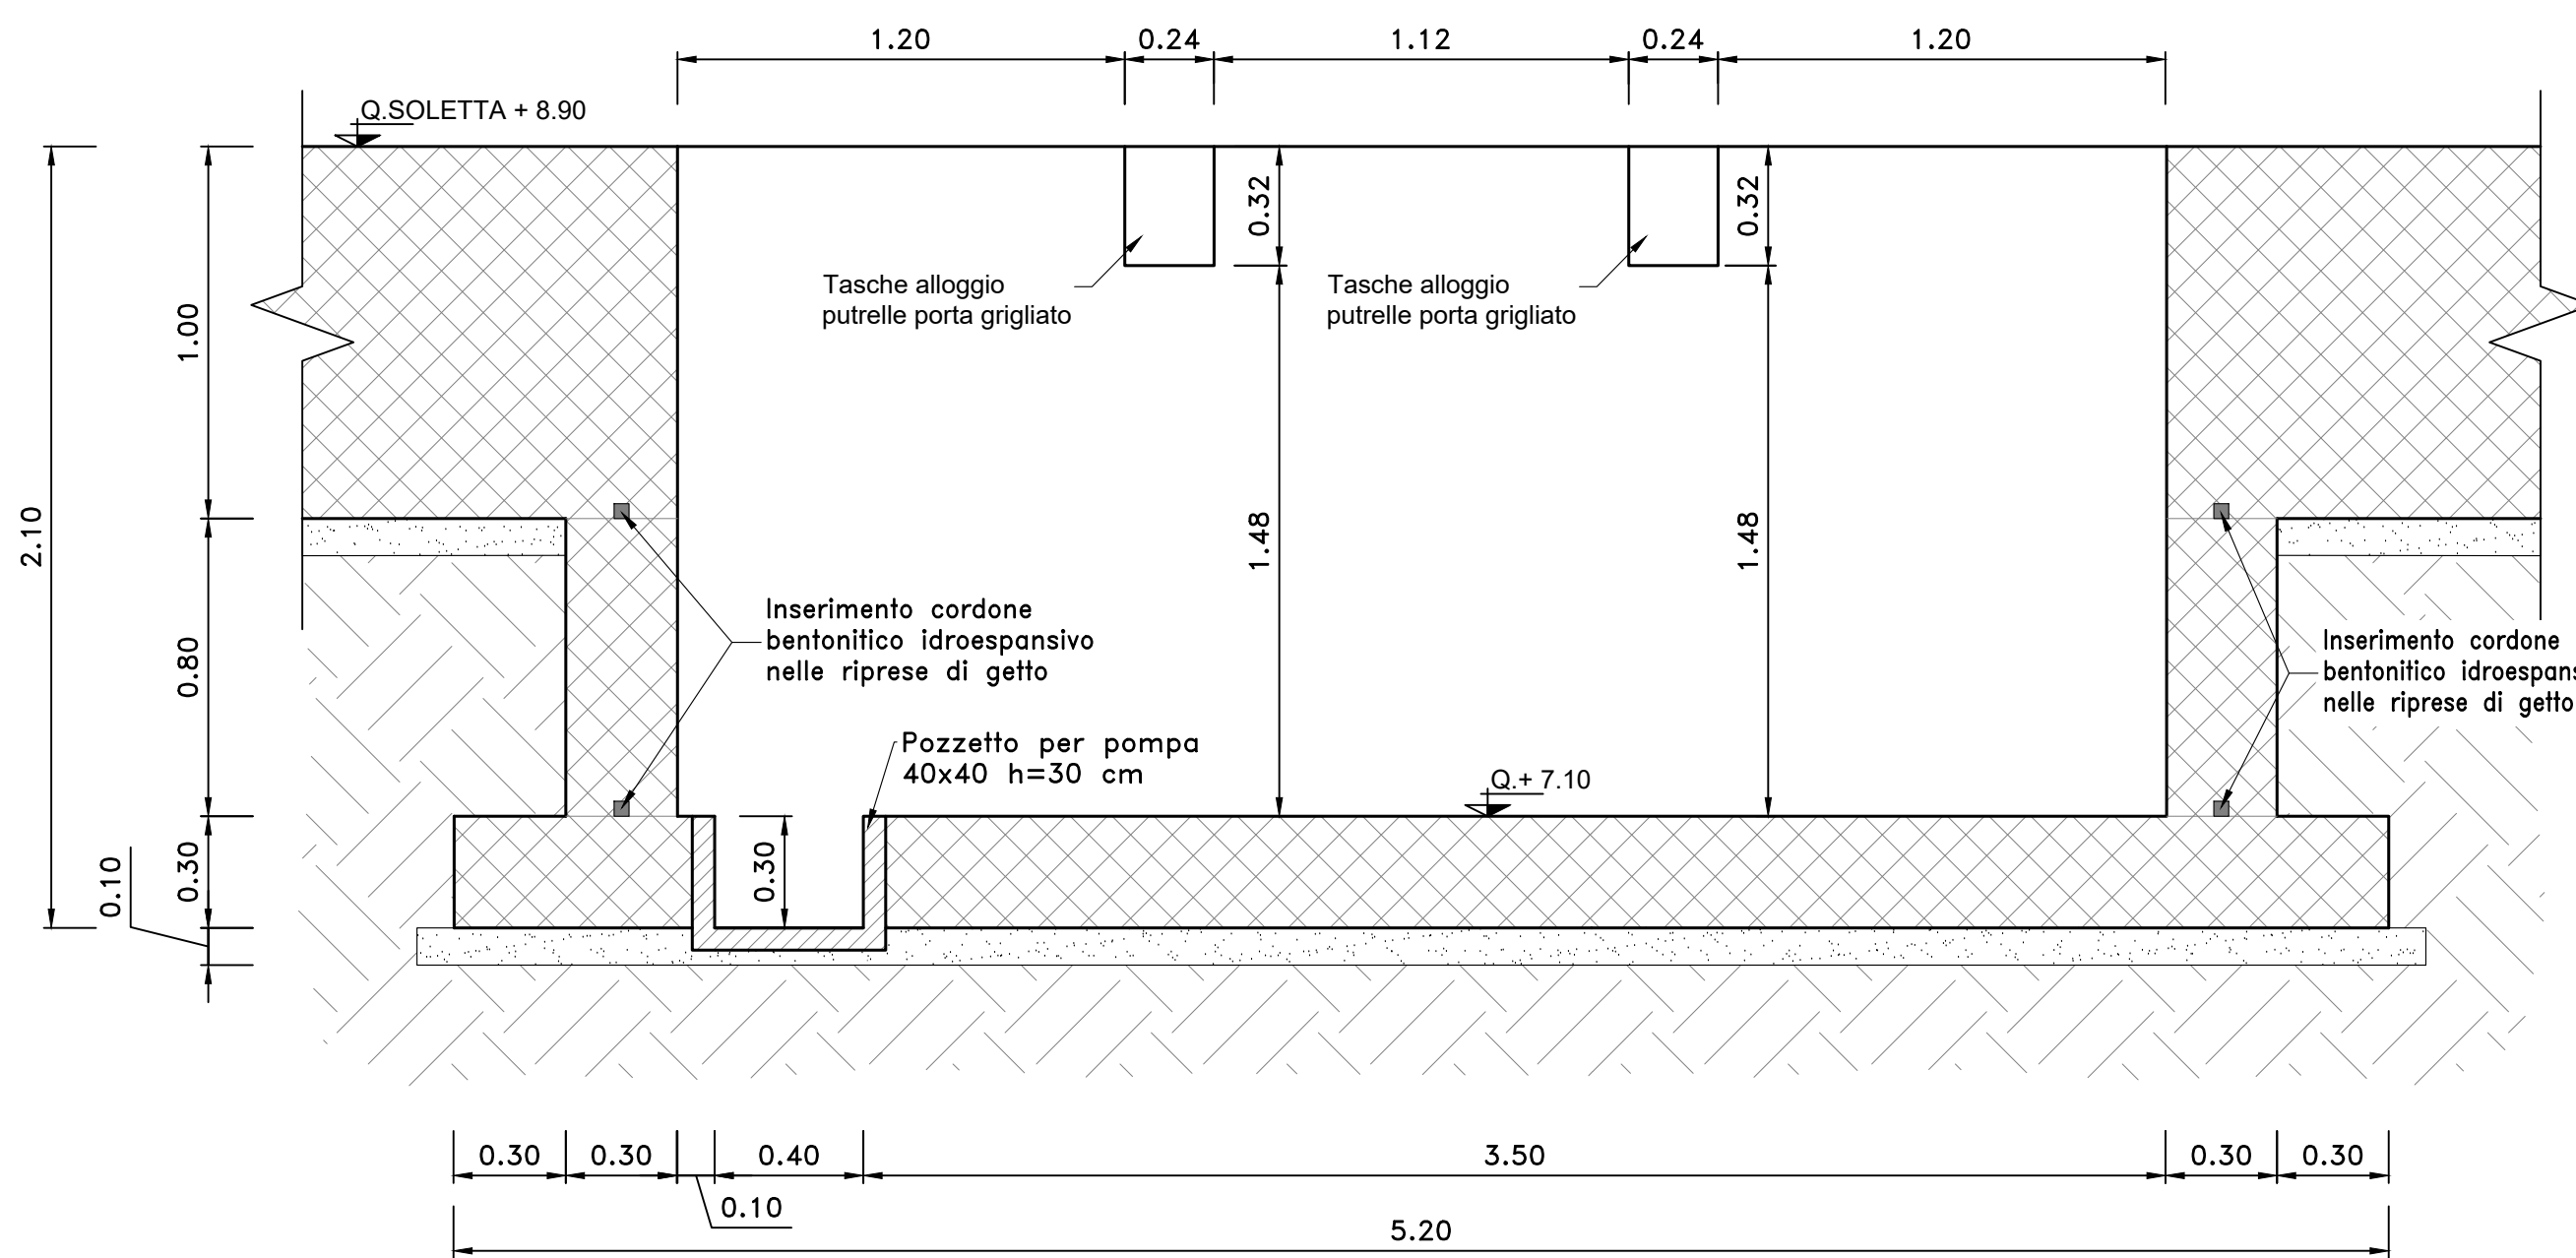 1.20
0.24
1.12
0.24
1.20
Q.SOLETTA + 8.90
0.32
0.32
Tasche alloggio
putrelle porta grigliato
Tasche alloggio
putrelle porta grigliato
1.00
2.10
1.48
1.48
Inserimento cordone
bentonitico idroespansivo
nelle riprese di getto
Inserimento cordone
bentonitico idroespans
nelle riprese di getto
0.80
Pozzetto per pompa
40x40 h=30 cm
Q.+ 7.10
0.10
0.30
0.30
0.30
0.30
0.40
3.50
0.30
0.30
0.10
5.20